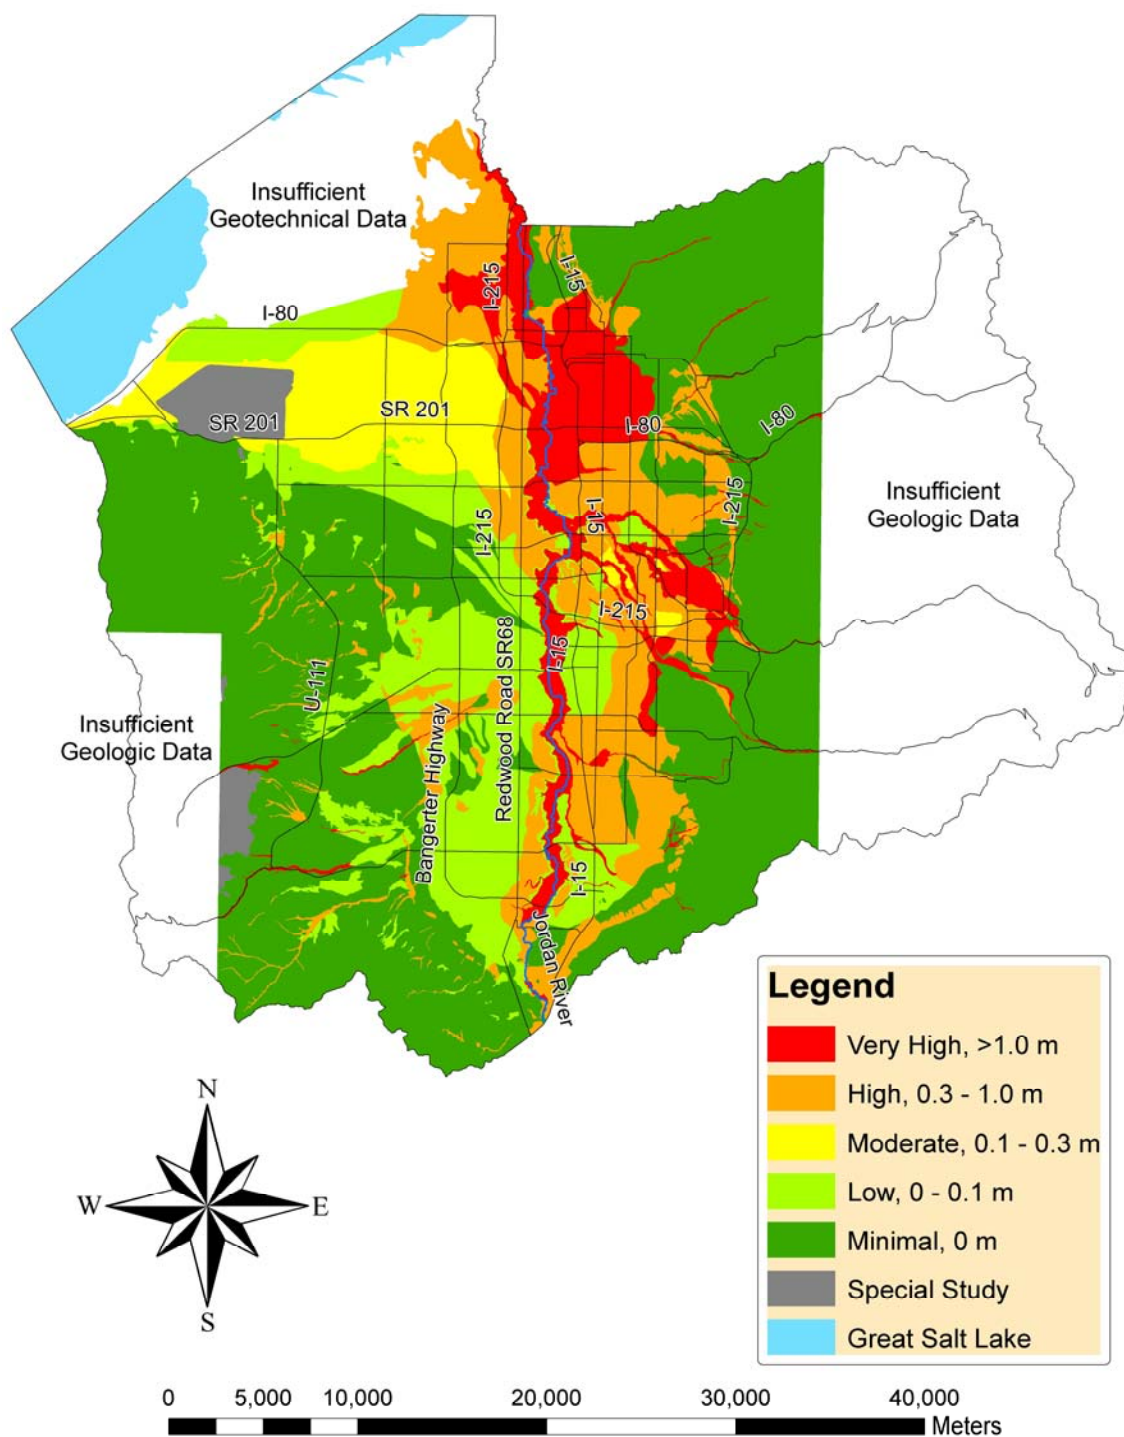 Insufficient
Geotechnical Data
I-15
I-215
I-80
SR 201
SR 201
I-80
I-80
I-215
Insufficient
Geologic Data
I-15
I-215
I-215
I-15
Redwood Road SR68
U-111
Bangerter Highway
Insufficient
Geologic Data
I-15
Jordan River
Legend
Very High, >1.0 m
High, 0.3 - 1.0 m
Moderate, 0.1 - 0.3 m
Low, 0 - 0.1 m
Minimal, 0 m
Special Study
Great Salt Lake
N
W E
S
0 5,000 10,000 20,000 30,000 40,000
Meters